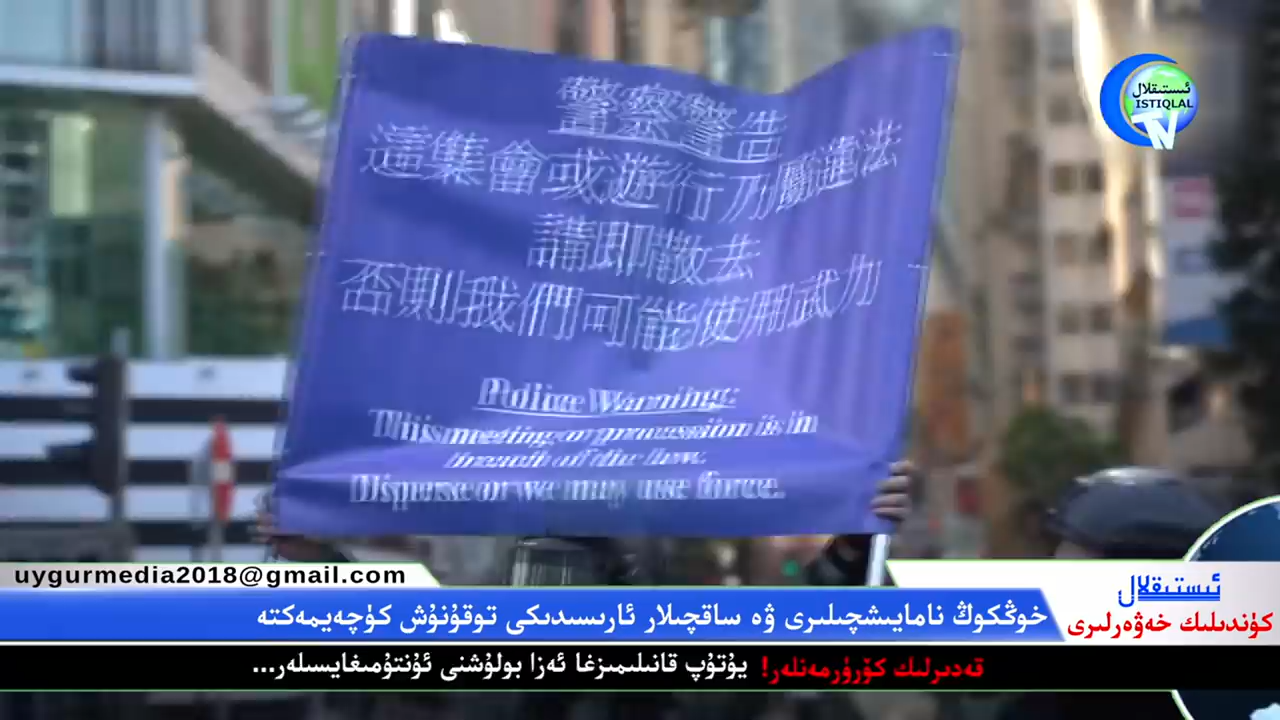 警察警告
這集會或遊行乃屬違法
請即散去
否則我們可能使用武力
Police Warning:
This meeting or procession is in
breach of the law.
Disperse or we may use force.
ئىستىقلال
ISTIQLAL
TV
uygurmedia2018@gmail.com
ئىستىقلال
كۈندىلىك خەۋەرلىرى
خوڭكوڭ نامايىشچىلىرى ۋە ساقچىلار ئارىسىدىكى توقۇنۇش كۈچەيمەكتە
قەدىرلىك كۆرۈرمەنلەر! يۇتۇپ قانىلىمىزغا ئەزا بولۇشنى ئۇنتۇمىغايسىلەر...